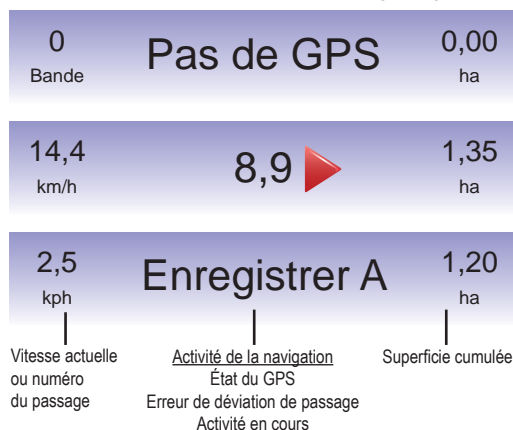 0 Pas de GPS 0,00
Bande ha
14,4 8,9 1,35
km/h ha
2,5 Enregistrer A 1,20
kph ha
Vitesse actuelle Activité de la navigation Superficie cumulée
ou numéro État du GPS
du passage Erreur de déviation de passage
Activité en cours